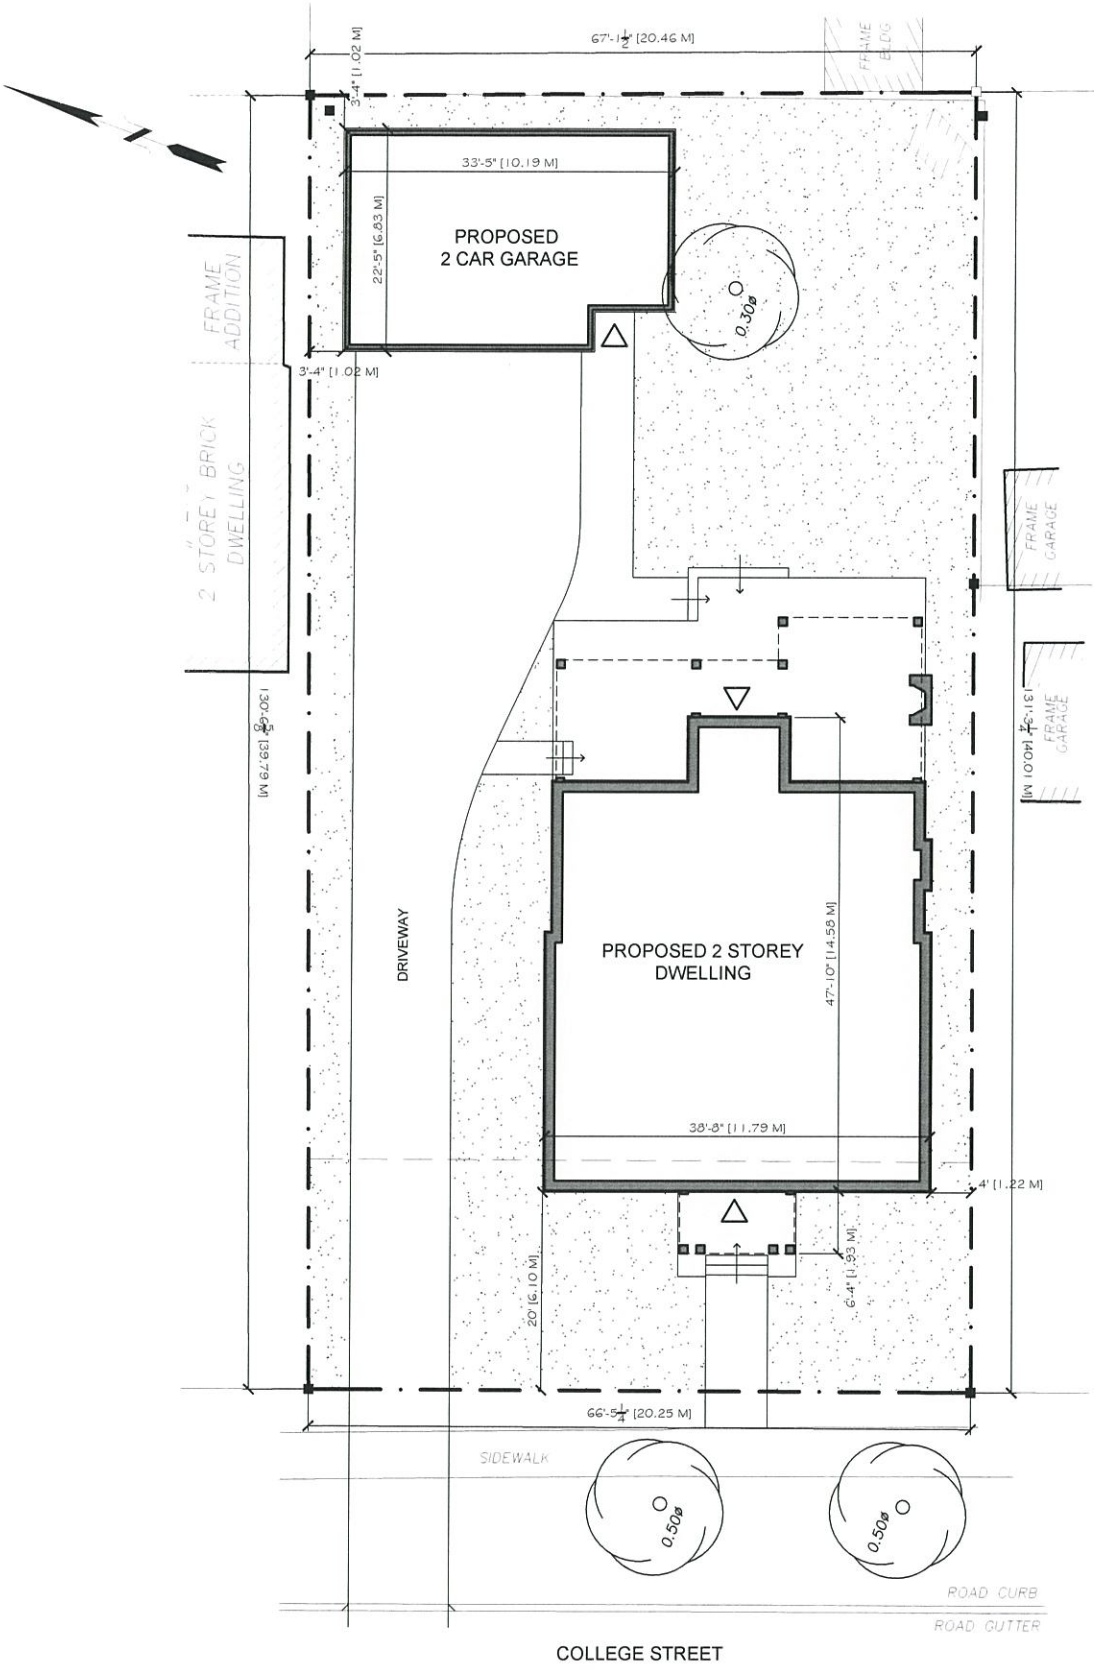 67'-1½" [20.46 M]
FRAME
BLDG
3'-4" [1.02 M]
33'-5" [10.19 M]
22'-5" [6.83 M]
PROPOSED
2 CAR GARAGE
FRAME
ADDITION
0.30ø
3'-4" [1.02 M]
2 STOREY BRICK
DWELLING
FRAME
GARAGE
130'-6⅝" [39.79 M]
131'-3¼" [40.01 M]
FRAME
GARAGE
DRIVEWAY
PROPOSED 2 STOREY
DWELLING
47'-10" [14.58 M]
38'-8" [11.79 M]
4' [1.22 M]
20' [6.10 M]
6'-4" [1.93 M]
66'-5¼" [20.25 M]
SIDEWALK
0.50ø
0.50ø
ROAD CURB
ROAD GUTTER
COLLEGE STREET